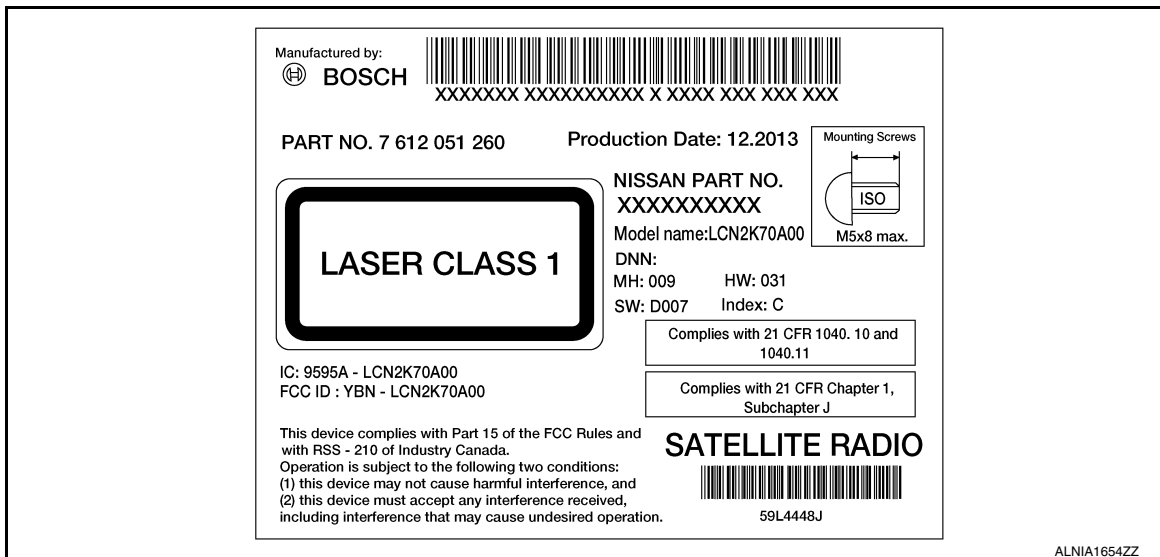 Manufactured by:
BOSCH
XXXXXXX XXXXXXXXXX X XXXX XXX XXX XXX
PART NO. 7 612 051 260
Production Date: 12.2013
Mounting Screws
ISO
M5x8 max.
NISSAN PART NO.
XXXXXXXXXX
Model name:LCN2K70A00
DNN:
MH: 009 HW: 031
SW: D007 Index: C
LASER CLASS 1
Complies with 21 CFR 1040. 10 and
1040.11
Complies with 21 CFR Chapter 1,
Subchapter J
IC: 9595A - LCN2K70A00
FCC ID : YBN - LCN2K70A00
This device complies with Part 15 of the FCC Rules and
with RSS - 210 of Industry Canada.
Operation is subject to the following two conditions:
(1) this device may not cause harmful interference, and
(2) this device must accept any interference received,
including interference that may cause undesired operation.
SATELLITE RADIO
59L4448J
ALNIA1654ZZ